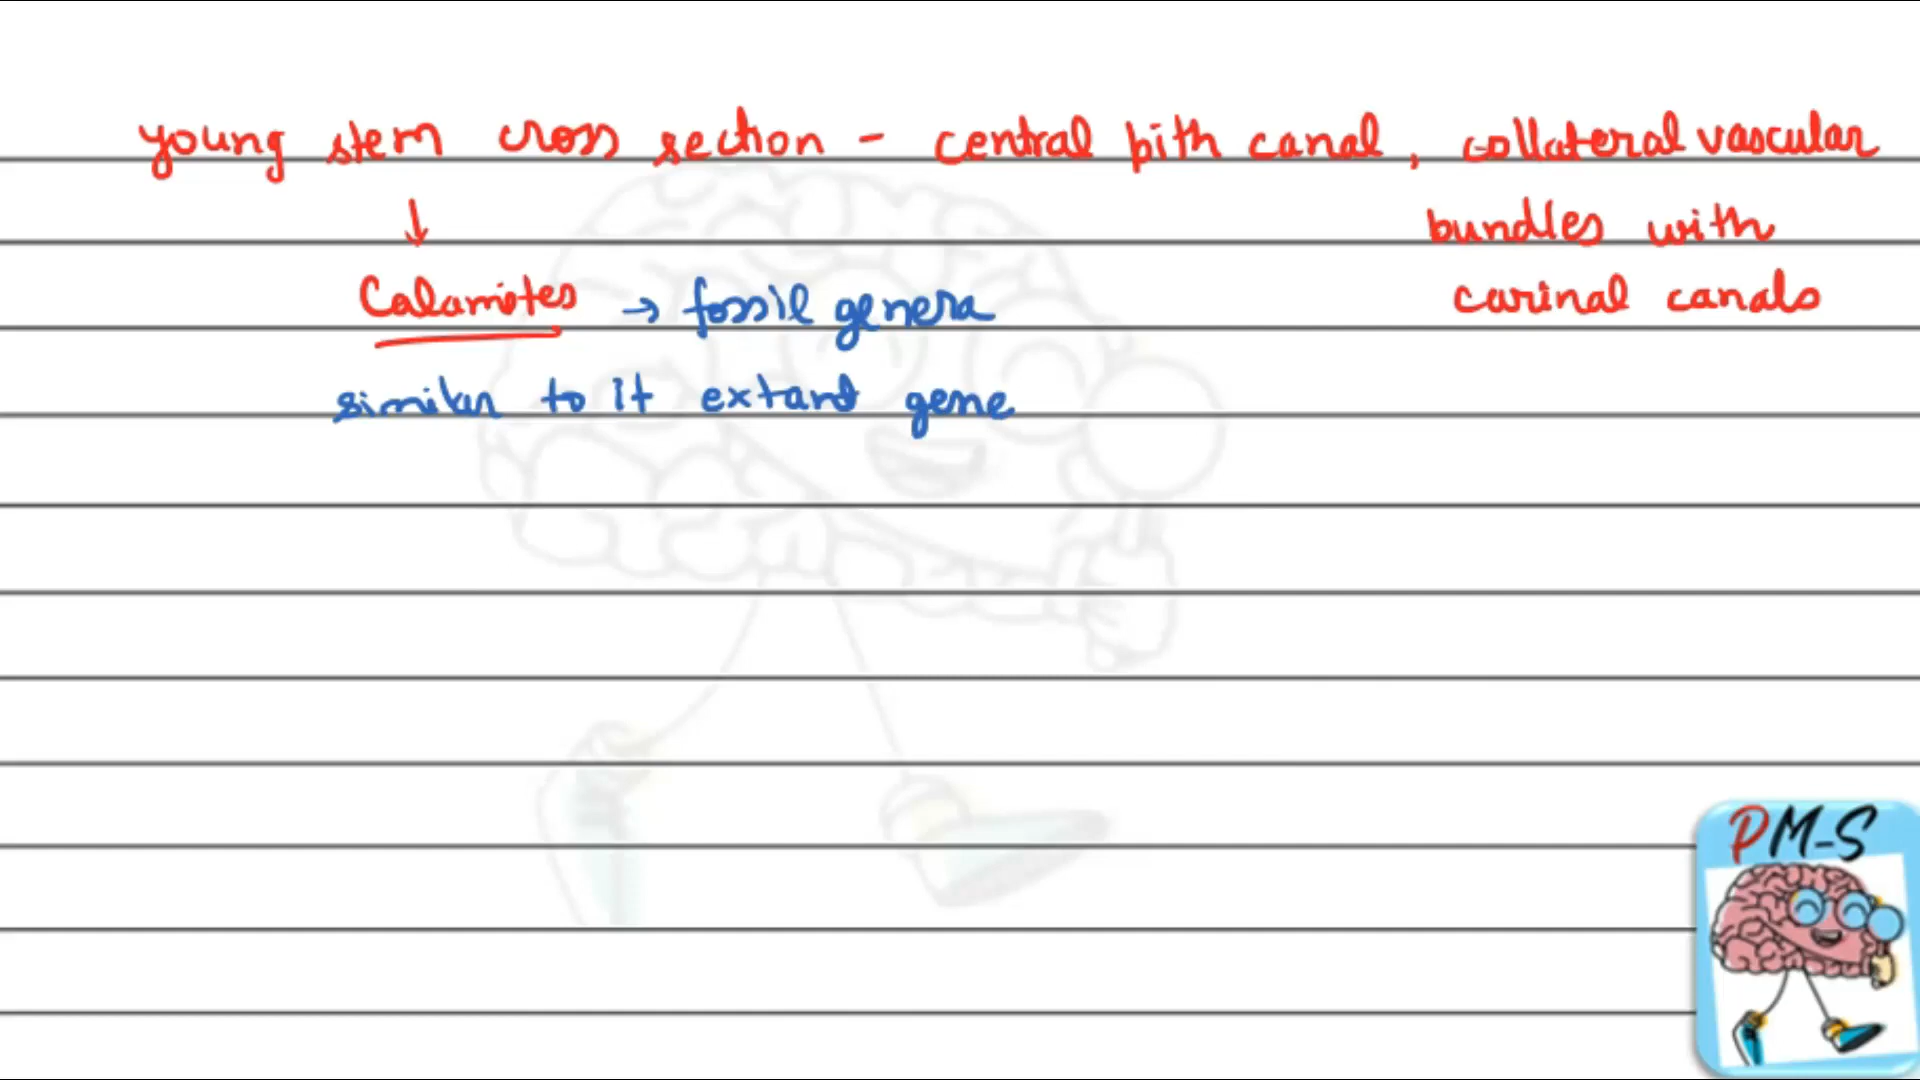 young stem cross section - central pith canal, collateral vascular
bundles with
↓
Calamites → fossil genera
carinal canals
similar to it extant gene
PM-S